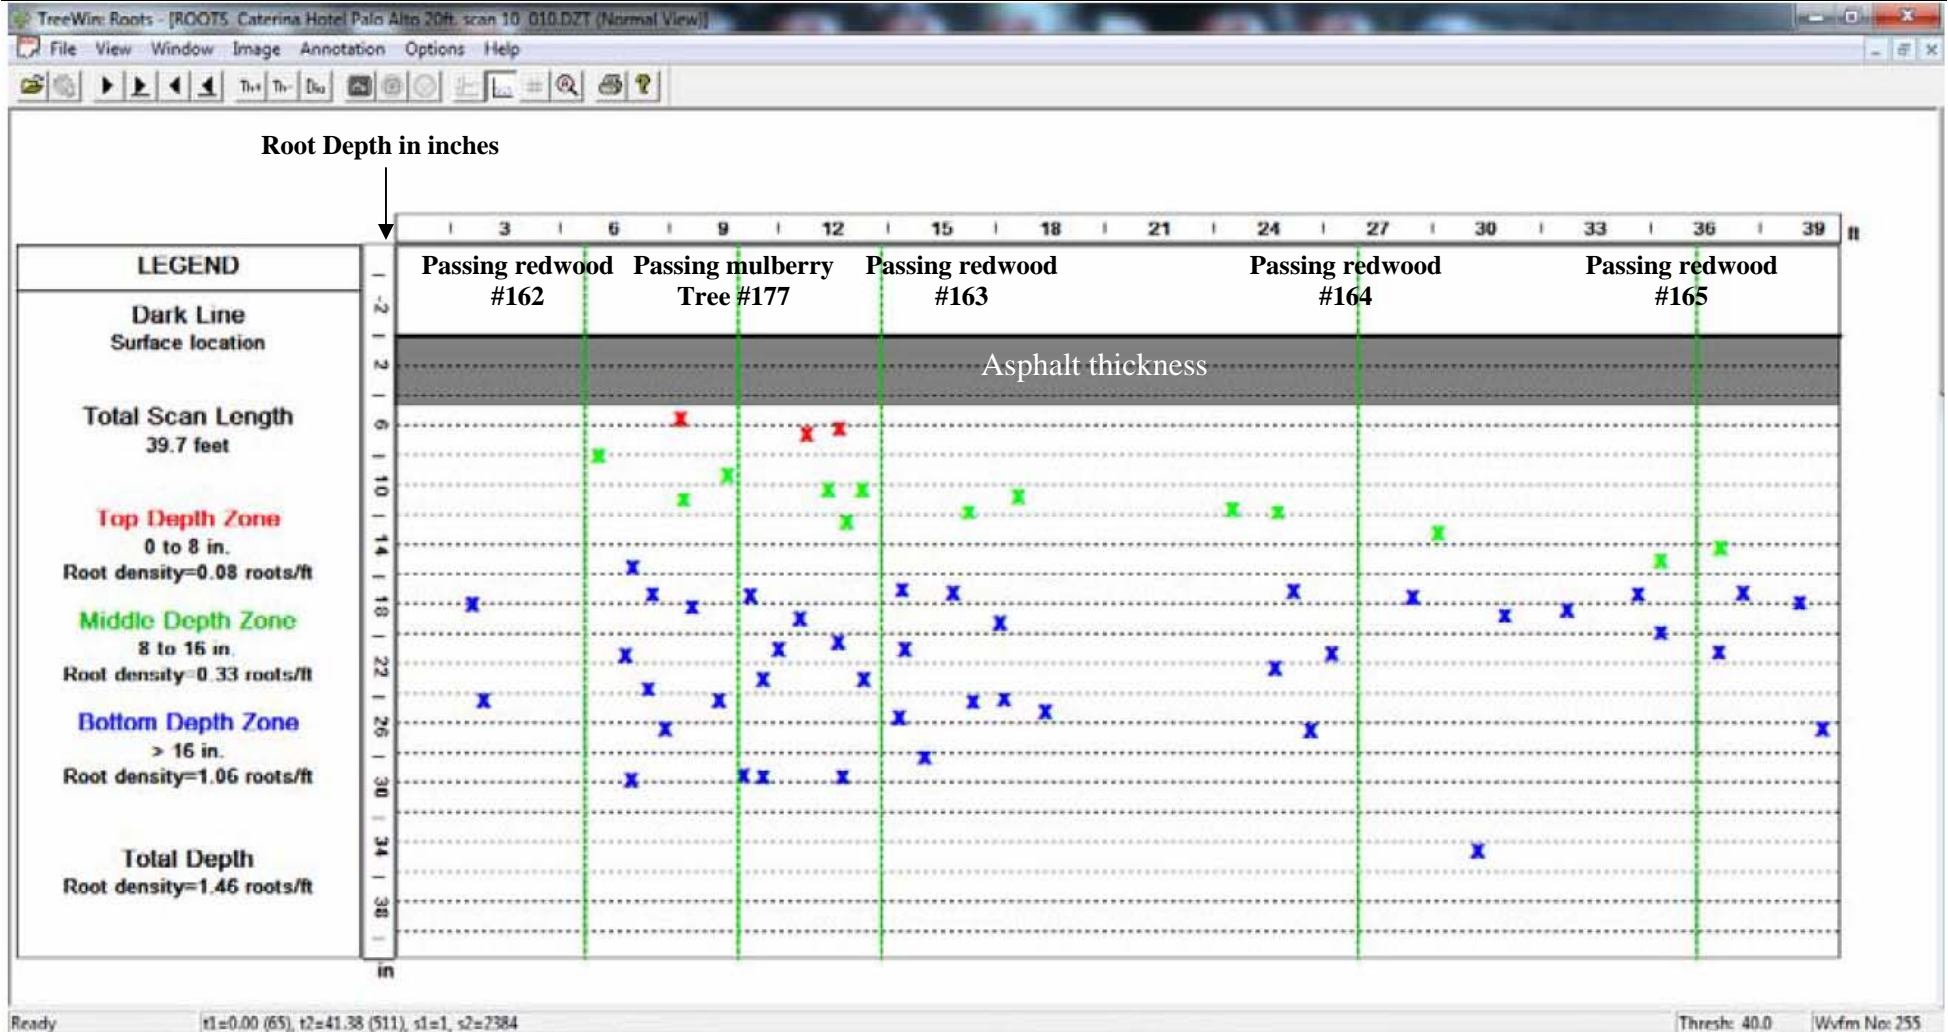 TreeWin: Roots - [ROOTS Caterina Hotel Palo Alto 20ft. scan 10 010.DZT (Normal View)]
File View Window Image Annotation Options Help
Th+ Th- Dia
Root Depth in inches
3 6 9 12 15 18 21 24 27 30 33 36 39 ft
LEGEND
Dark Line
Surface location
Total Scan Length
39.7 feet
Top Depth Zone
0 to 8 in.
Root density=0.08 roots/ft
Middle Depth Zone
8 to 16 in.
Root density=0.33 roots/ft
Bottom Depth Zone
> 16 in.
Root density=1.06 roots/ft
Total Depth
Root density=1.46 roots/ft
-2
2
6
10
14
18
22
26
30
34
38
in
Passing redwood
#162
Passing mulberry
Tree #177
Passing redwood
#163
Passing redwood
#164
Passing redwood
#165
Asphalt thickness
Ready t1=0.00 (65), t2=41.38 (511), s1=1, s2=2384 Thresh: 40.0 Wvfm No: 255